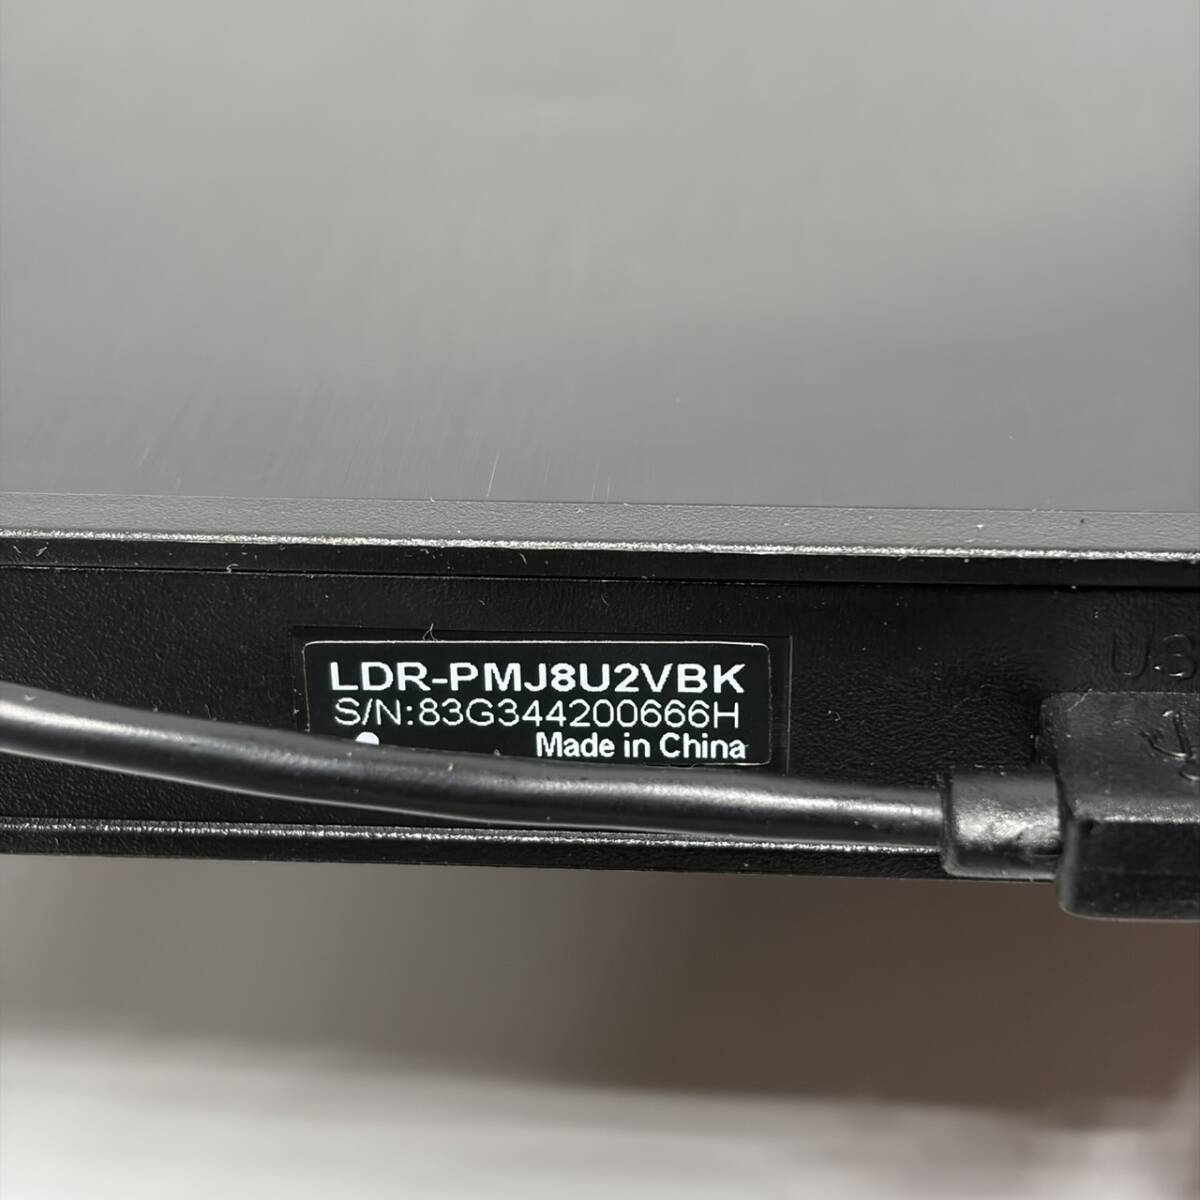 LDR-PMJ8U2VBK
S/N:83G344200666H
Made in China